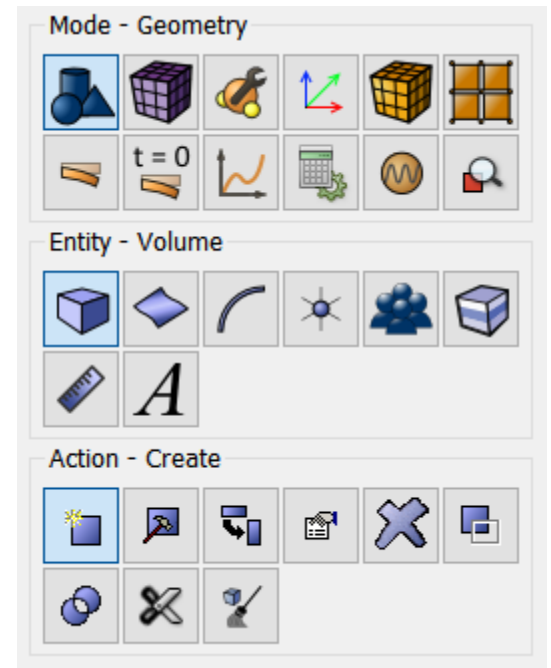 Mode - Geometry
t = 0
Entity - Volume
A
Action - Create